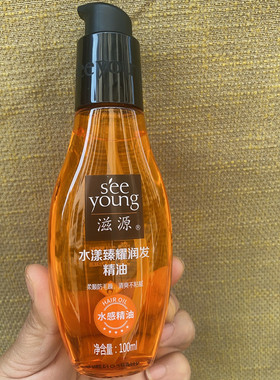 see
young
滋源®
水漾臻耀润发
精油
柔顺防毛躁 清爽不粘腻
HAIR OIL
水感精油
净含量:100ml